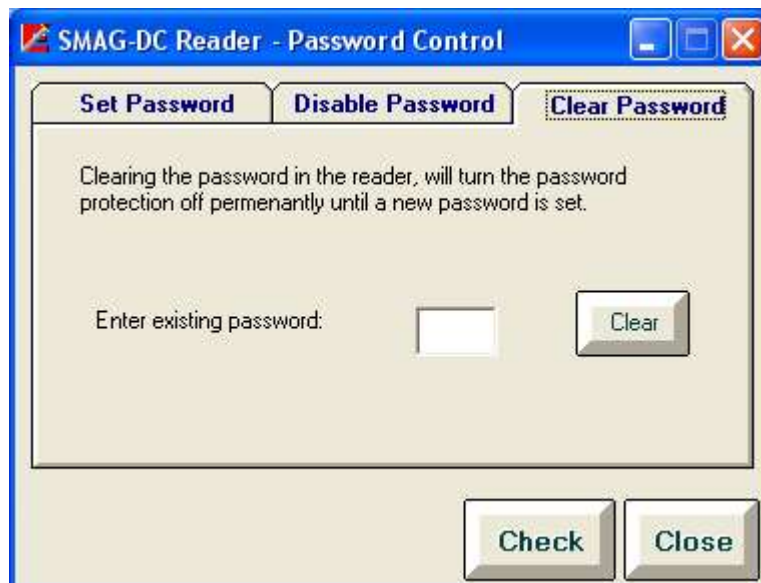 SMAG-DC Reader - Password Control
Set Password
Disable Password
Clear Password
Clearing the password in the reader, will turn the password
protection off permenantly until a new password is set.
Enter existing password:
Clear
Check
Close